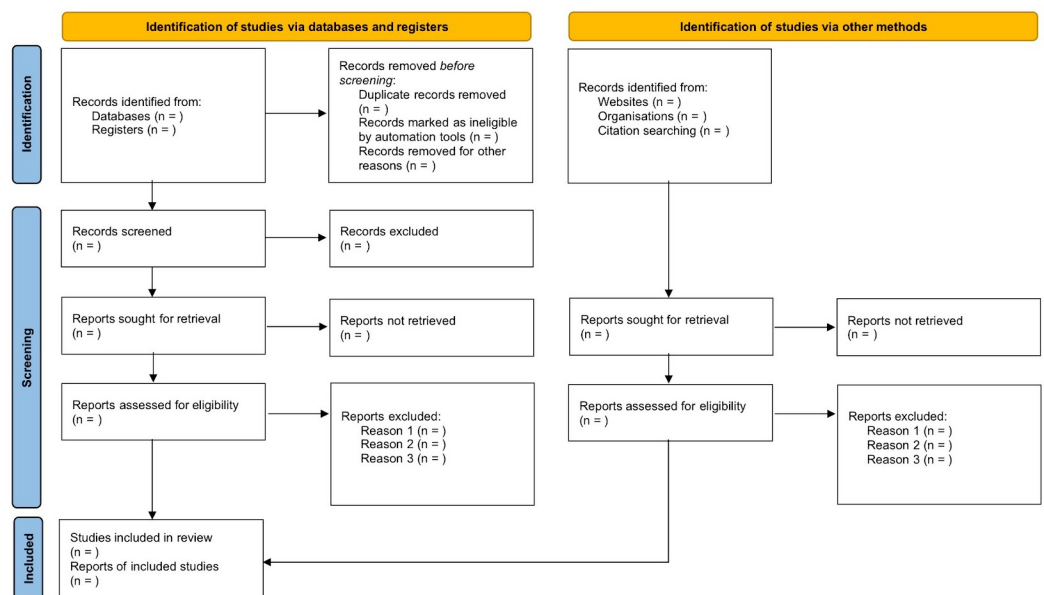 Identification of studies via databases and registers
Identification of studies via other methods
Identification
Records identified from:
Databases (n = )
Registers (n = )
Records removed before
screening:
Duplicate records removed
(n = )
Records marked as ineligible
by automation tools (n = )
Records removed for other
reasons (n = )
Records identified from:
Websites (n = )
Organisations (n = )
Citation searching (n = )
Screening
Records screened
(n = )
Records excluded
(n = )
Reports sought for retrieval
(n = )
Reports not retrieved
(n = )
Reports sought for retrieval
(n = )
Reports not retrieved
(n = )
Reports assessed for eligibility
(n = )
Reports excluded:
Reason 1 (n = )
Reason 2 (n = )
Reason 3 (n = )
Reports assessed for eligibility
(n = )
Reports excluded:
Reason 1 (n = )
Reason 2 (n = )
Reason 3 (n = )
Included
Studies included in review
(n = )
Reports of included studies
(n = )